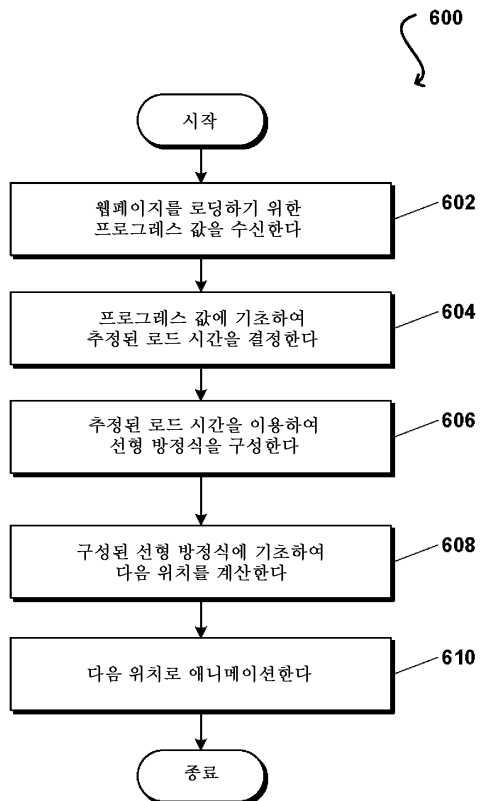 600
시작
웹페이지를 로딩하기 위한
프로그레스 값을 수신한다
602
프로그레스 값에 기초하여
추정된 로드 시간을 결정한다
604
추정된 로드 시간을 이용하여
선형 방정식을 구성한다
606
구성된 선형 방정식에 기초하여
다음 위치를 계산한다
608
다음 위치로 애니메이션한다
610
종료